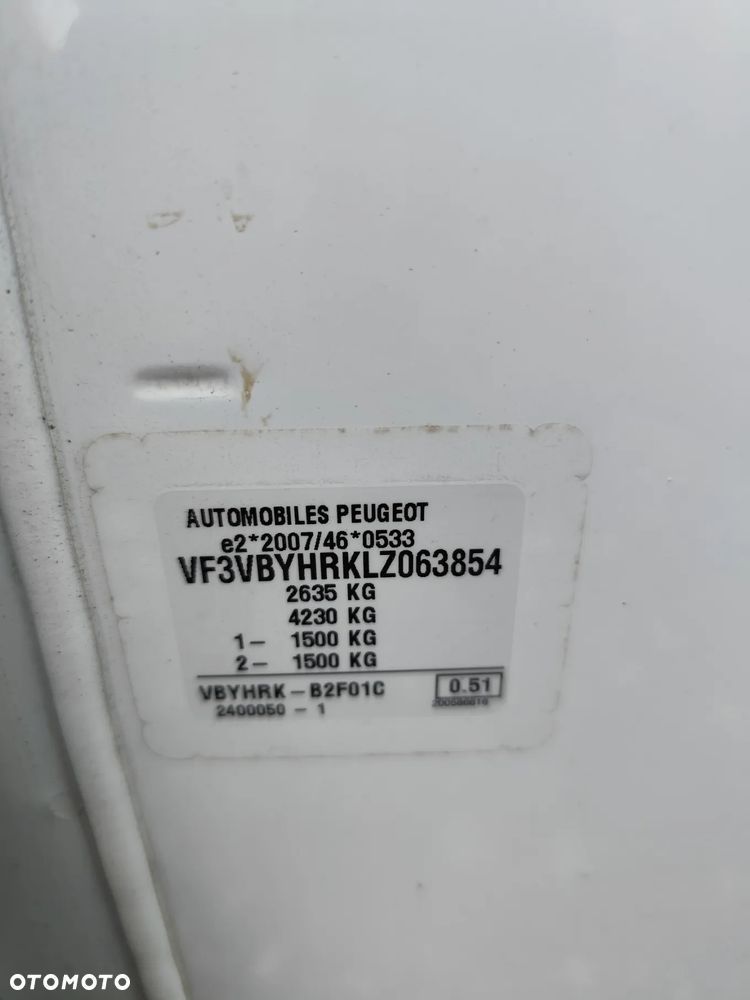 AUTOMOBILES PEUGEOT
e2*2007/46*0533
VF3VBYHRKLZ063854
2635 KG
4230 KG
1- 1500 KG
2- 1500 KG
VBYHRK - B2F01C 0.51
2400050 - 1
OTOMOTO